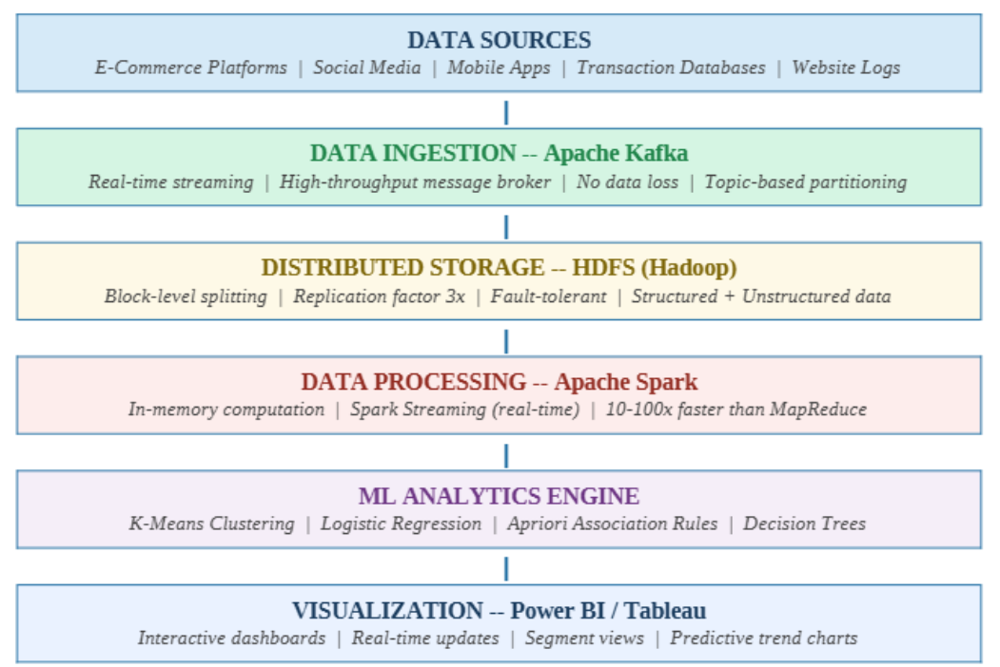 DATA SOURCES
E-Commerce Platforms | Social Media | Mobile Apps | Transaction Databases | Website Logs
DATA INGESTION -- Apache Kafka
Real-time streaming | High-throughput message broker | No data loss | Topic-based partitioning
DISTRIBUTED STORAGE -- HDFS (Hadoop)
Block-level splitting | Replication factor 3x | Fault-tolerant | Structured + Unstructured data
DATA PROCESSING -- Apache Spark
In-memory computation | Spark Streaming (real-time) | 10-100x faster than MapReduce
ML ANALYTICS ENGINE
K-Means Clustering | Logistic Regression | Apriori Association Rules | Decision Trees
VISUALIZATION -- Power BI / Tableau
Interactive dashboards | Real-time updates | Segment views | Predictive trend charts